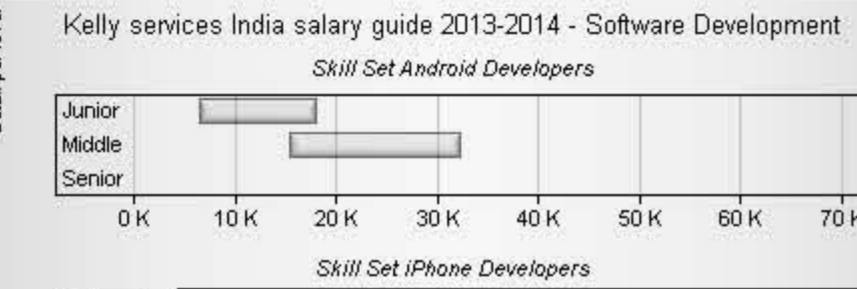 Kelly services India salary guide 2013-2014 - Software Development
Skill Set Android Developers
Junior
Middle
Senior
0 K 10 K 20 K 30 K 40 K 50 K 60 K 70 K
Skill Set iPhone Developers